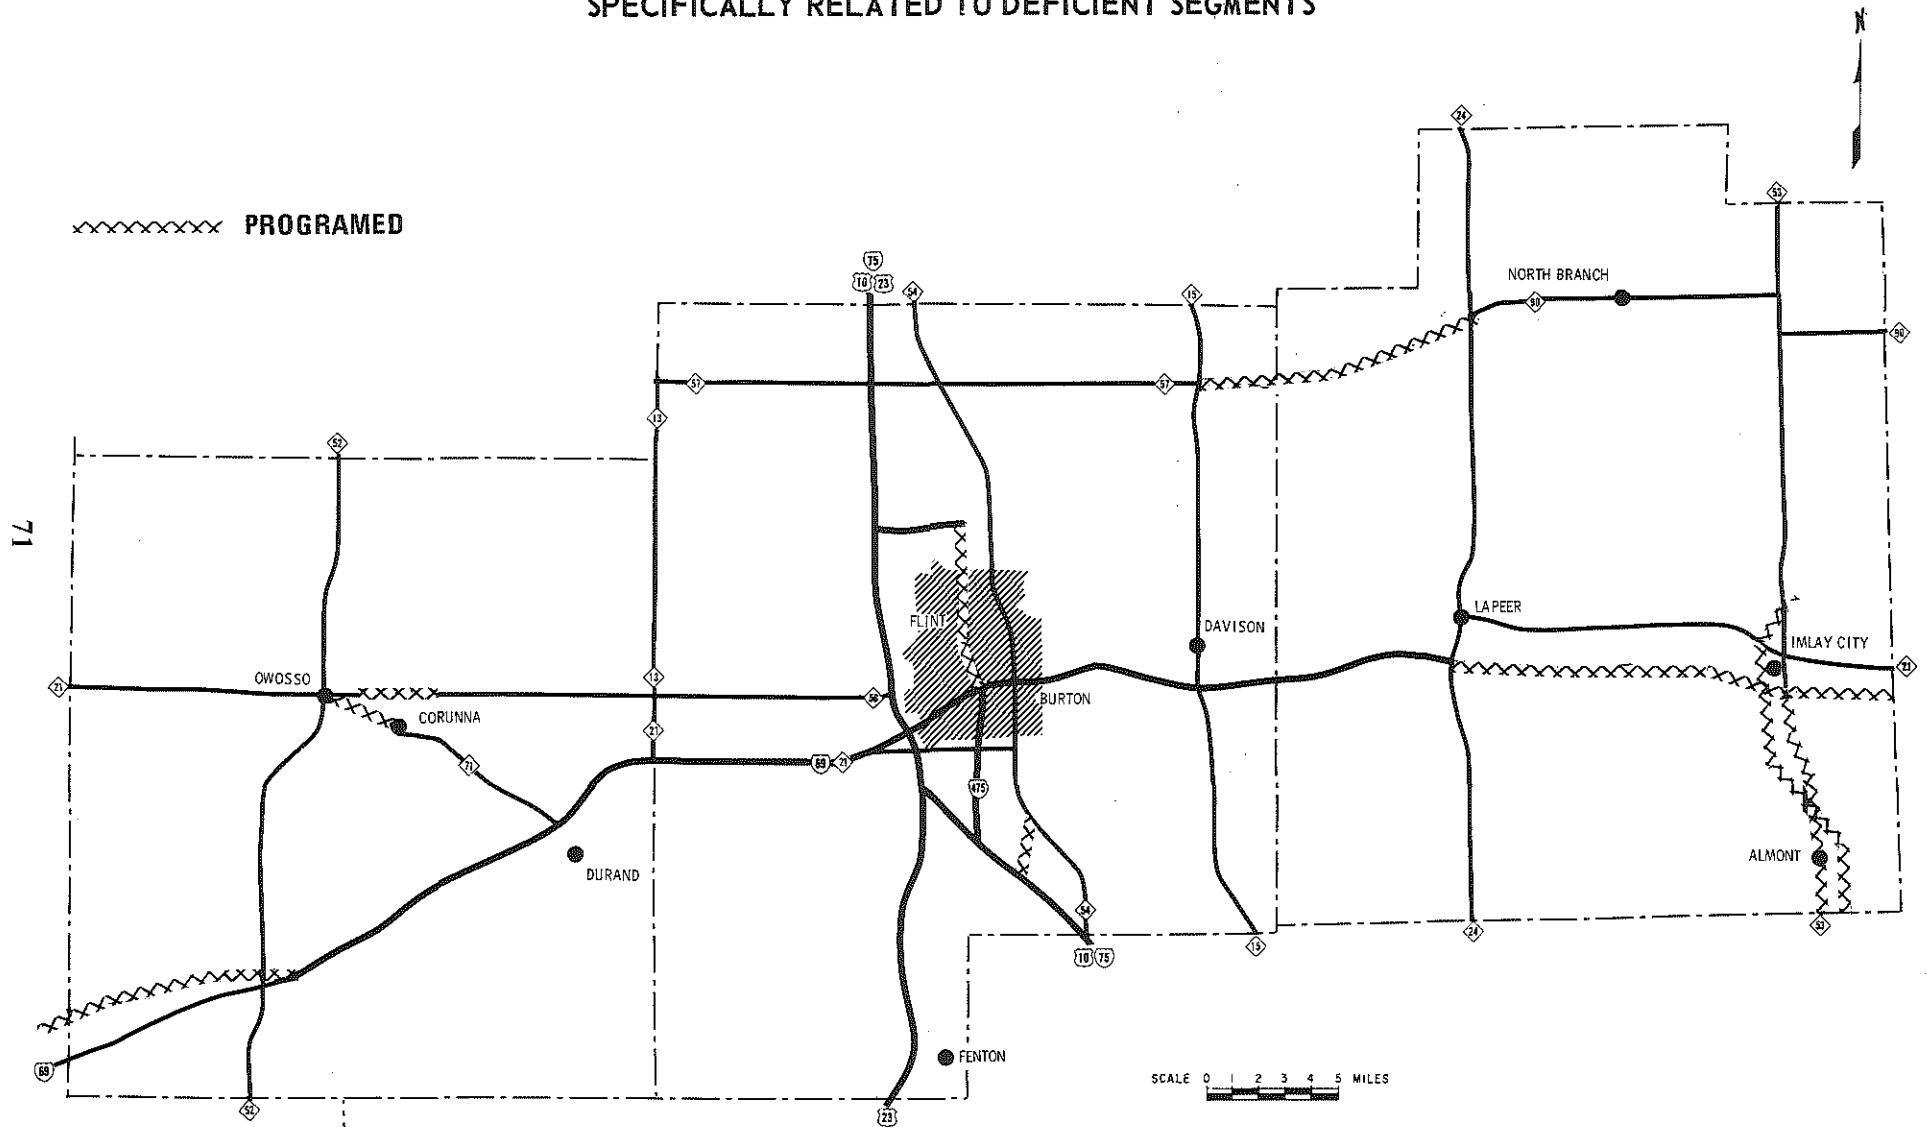 SPECIFICALLY RELATED TO DEFICIENT SEGMENTS
N
24
53
PROGRAMED
75
10 23
54
15
NORTH BRANCH
90
90
57
57
13
52
71
FLINT
LAPEER
DAVISON
IMLAY CITY
21
OWOSSO
13
56
BURTON
21
CORUNNA
21
71
69 21
475
DURAND
ALMONT
54
53
24
15
10 75
69
FENTON
SCALE 0 1 2 3 4 5 MILES
52
23